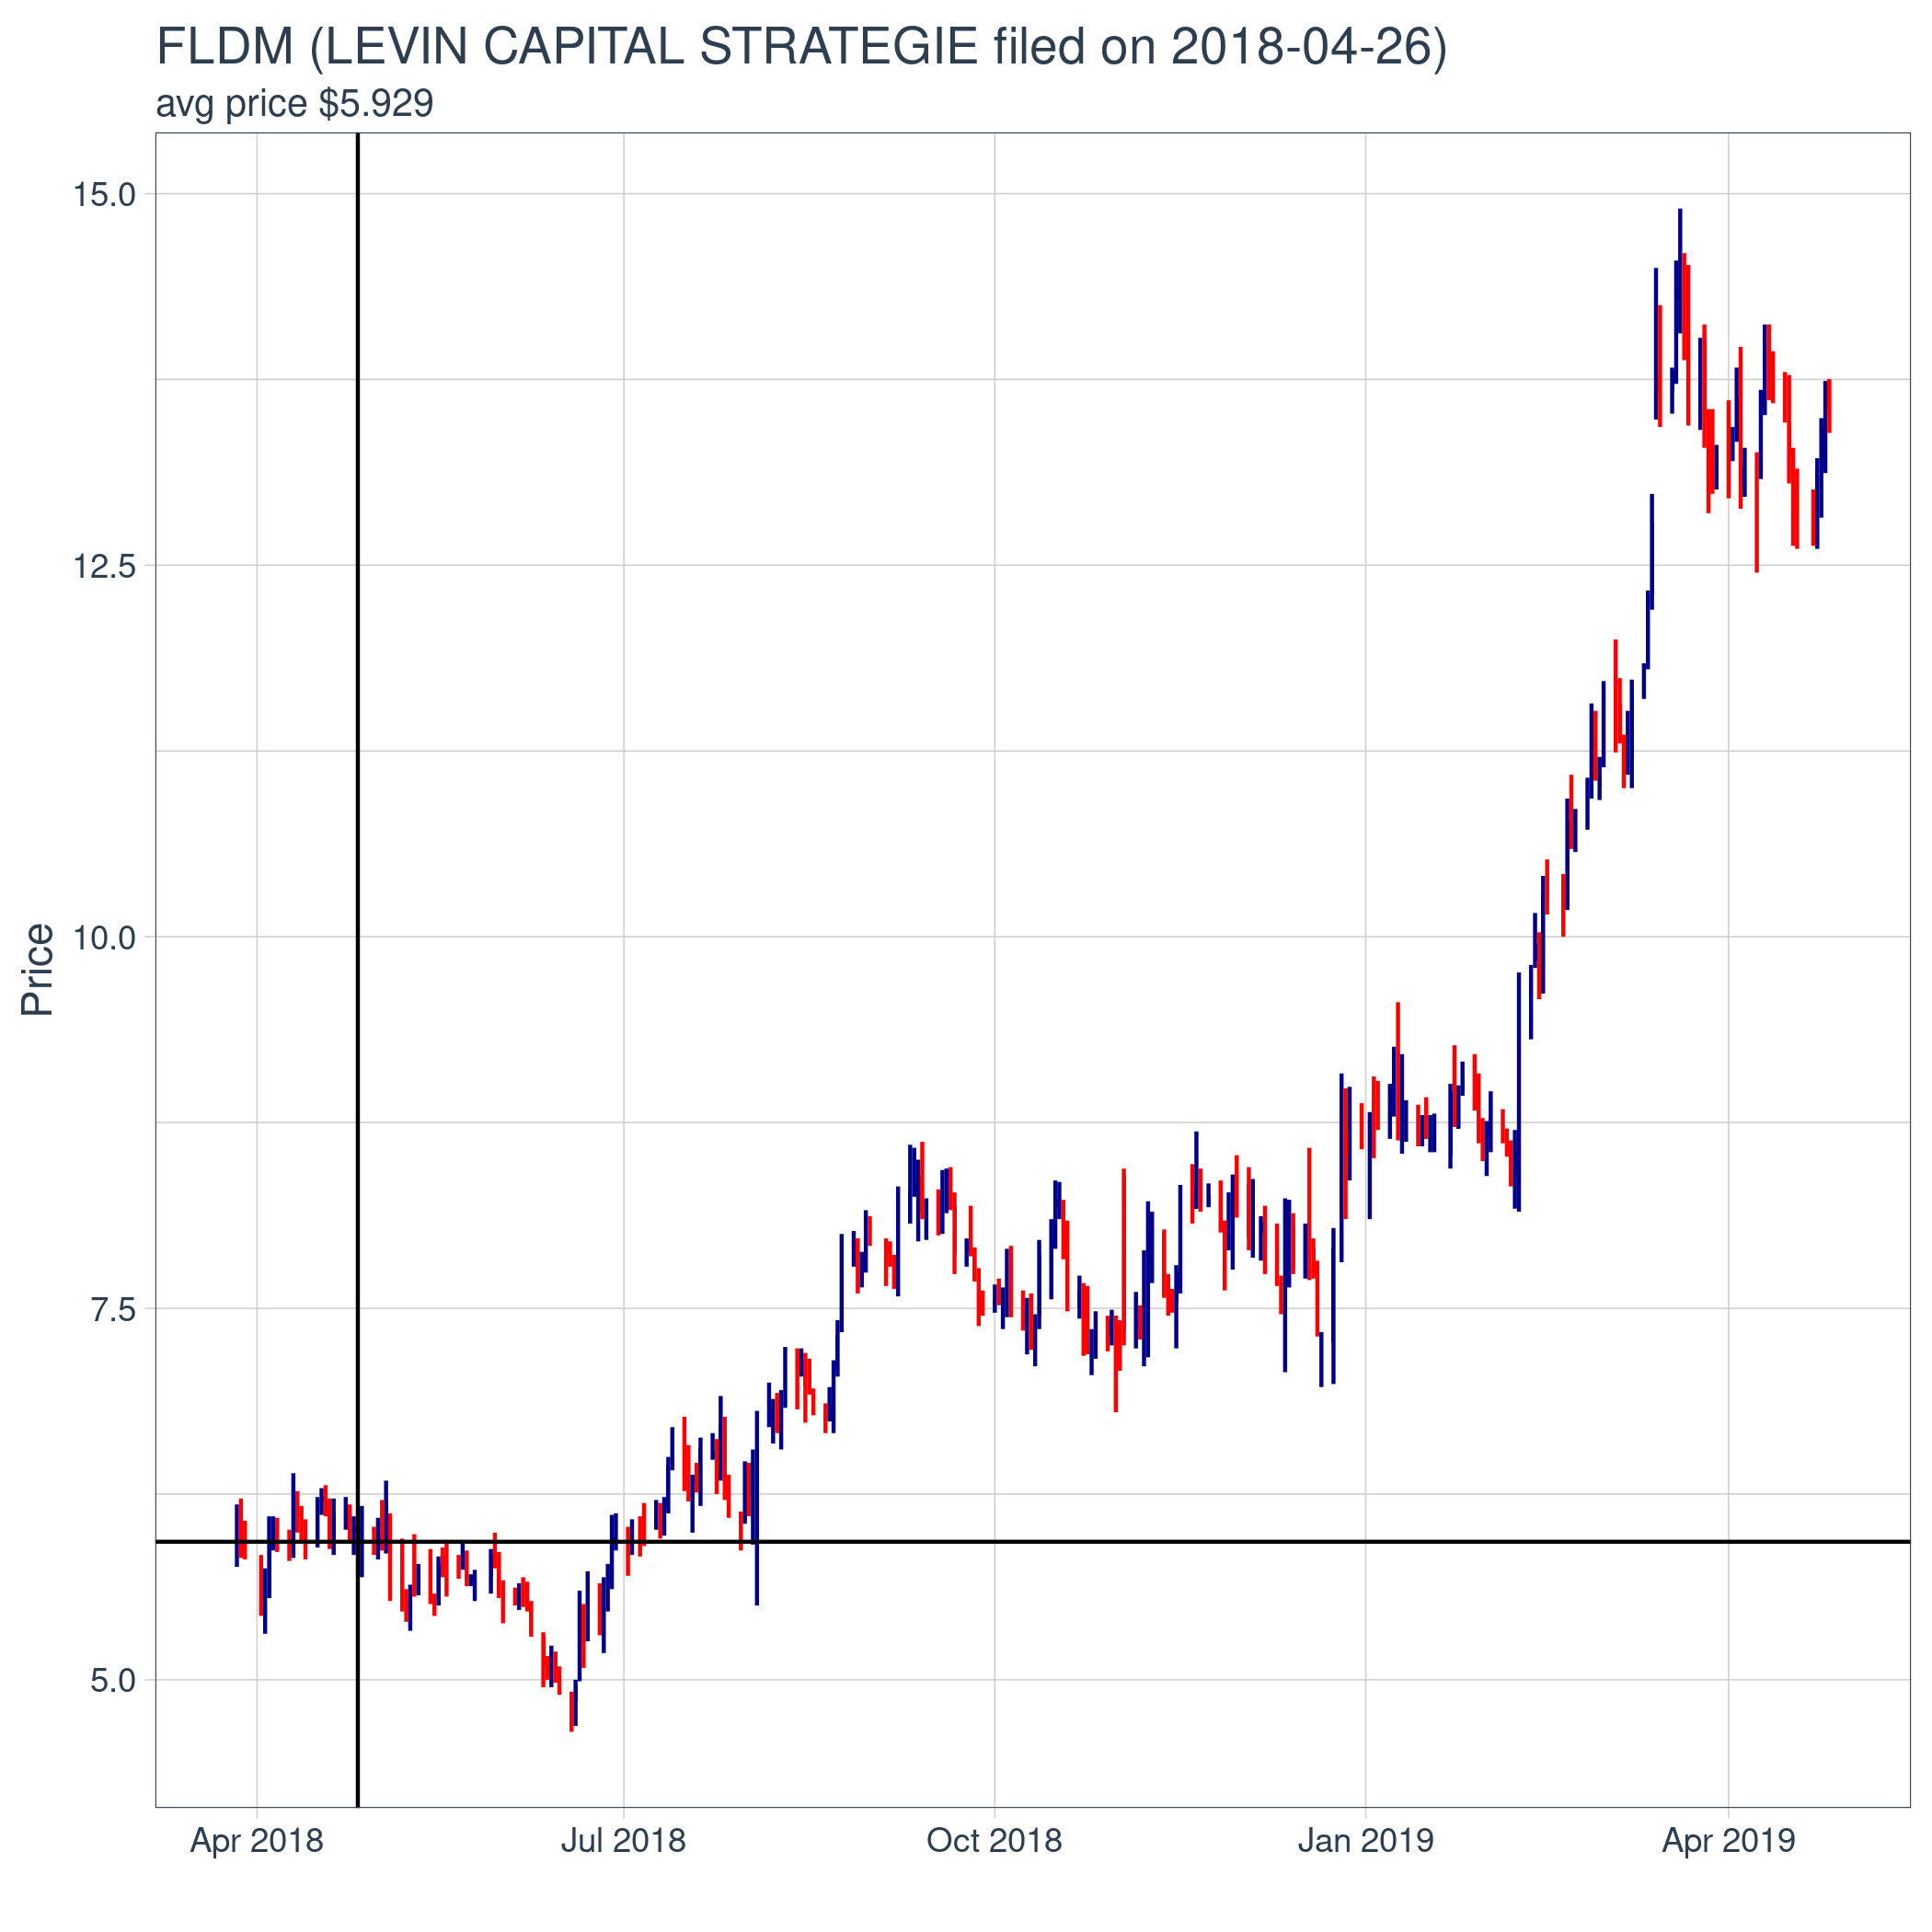 FLDM (LEVIN CAPITAL STRATEGIE filed on 2018-04-26)
avg price $5.929
15.0
12.5
10.0
7.5
5.0
Price
Apr 2018
Jul 2018
Oct 2018
Jan 2019
Apr 2019